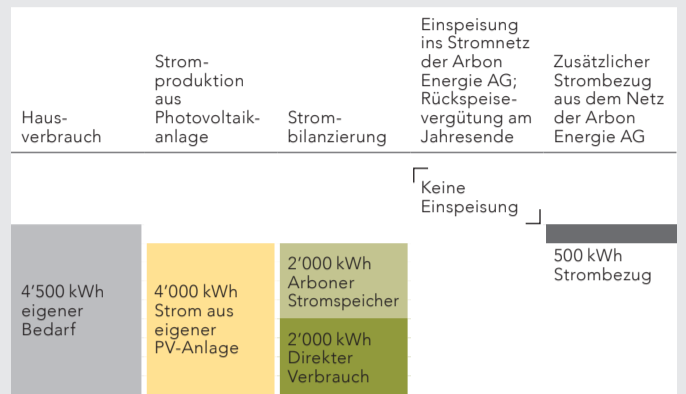 Haus-
verbrauch
Strom-
produktion
aus
Photovoltaik-
anlage
Strom-
bilanzierung
Einspeisung
ins Stromnetz
der Arbon
Energie AG;
Rückspeise-
vergütung am
Jahresende
Zusätzlicher
Strombezug
aus dem Netz
der Arbon
Energie AG
4’500 kWh
eigener
Bedarf
4’000 kWh
Strom aus
eigener
PV-Anlage
2’000 kWh
Arboner
Stromspeicher
2’000 kWh
Direkter
Verbrauch
Keine
Einspeisung
500 kWh
Strombezug